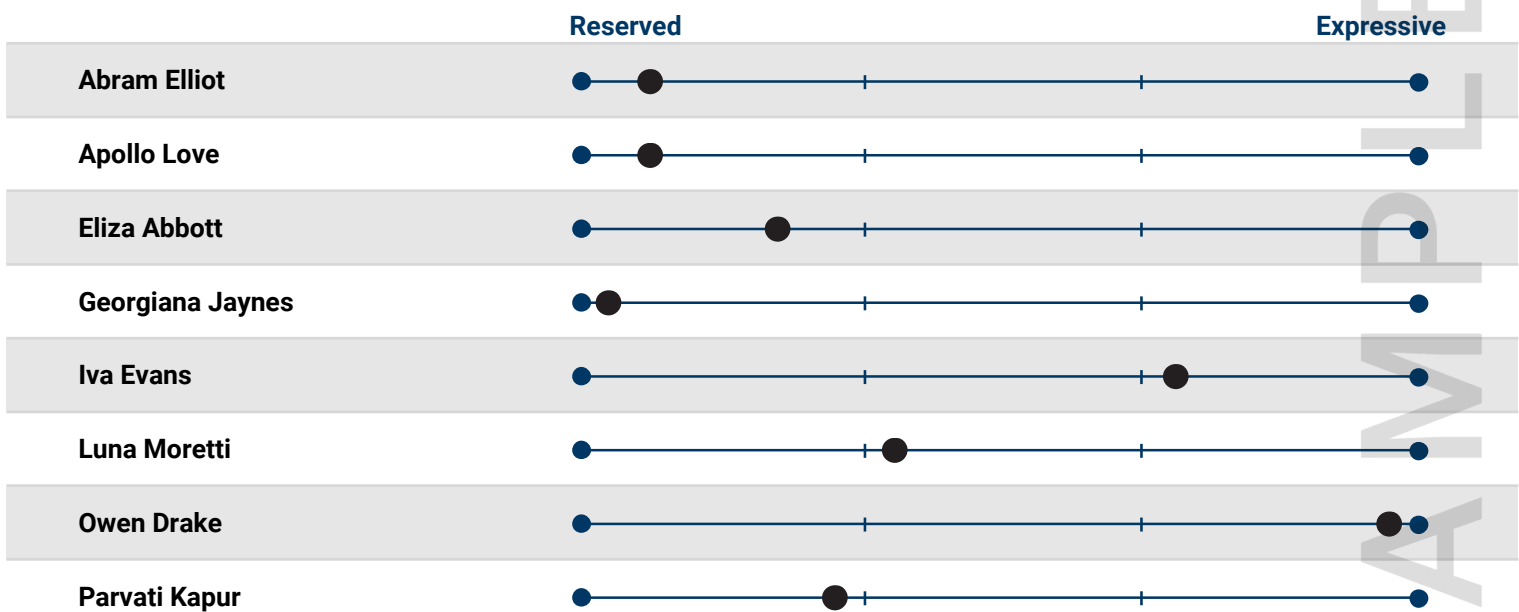 Reserved Expressive
Abram Elliot
Apollo Love
Eliza Abbott
Georgiana Jaynes
Iva Evans
Luna Moretti
Owen Drake
Parvati Kapur
A M P L E